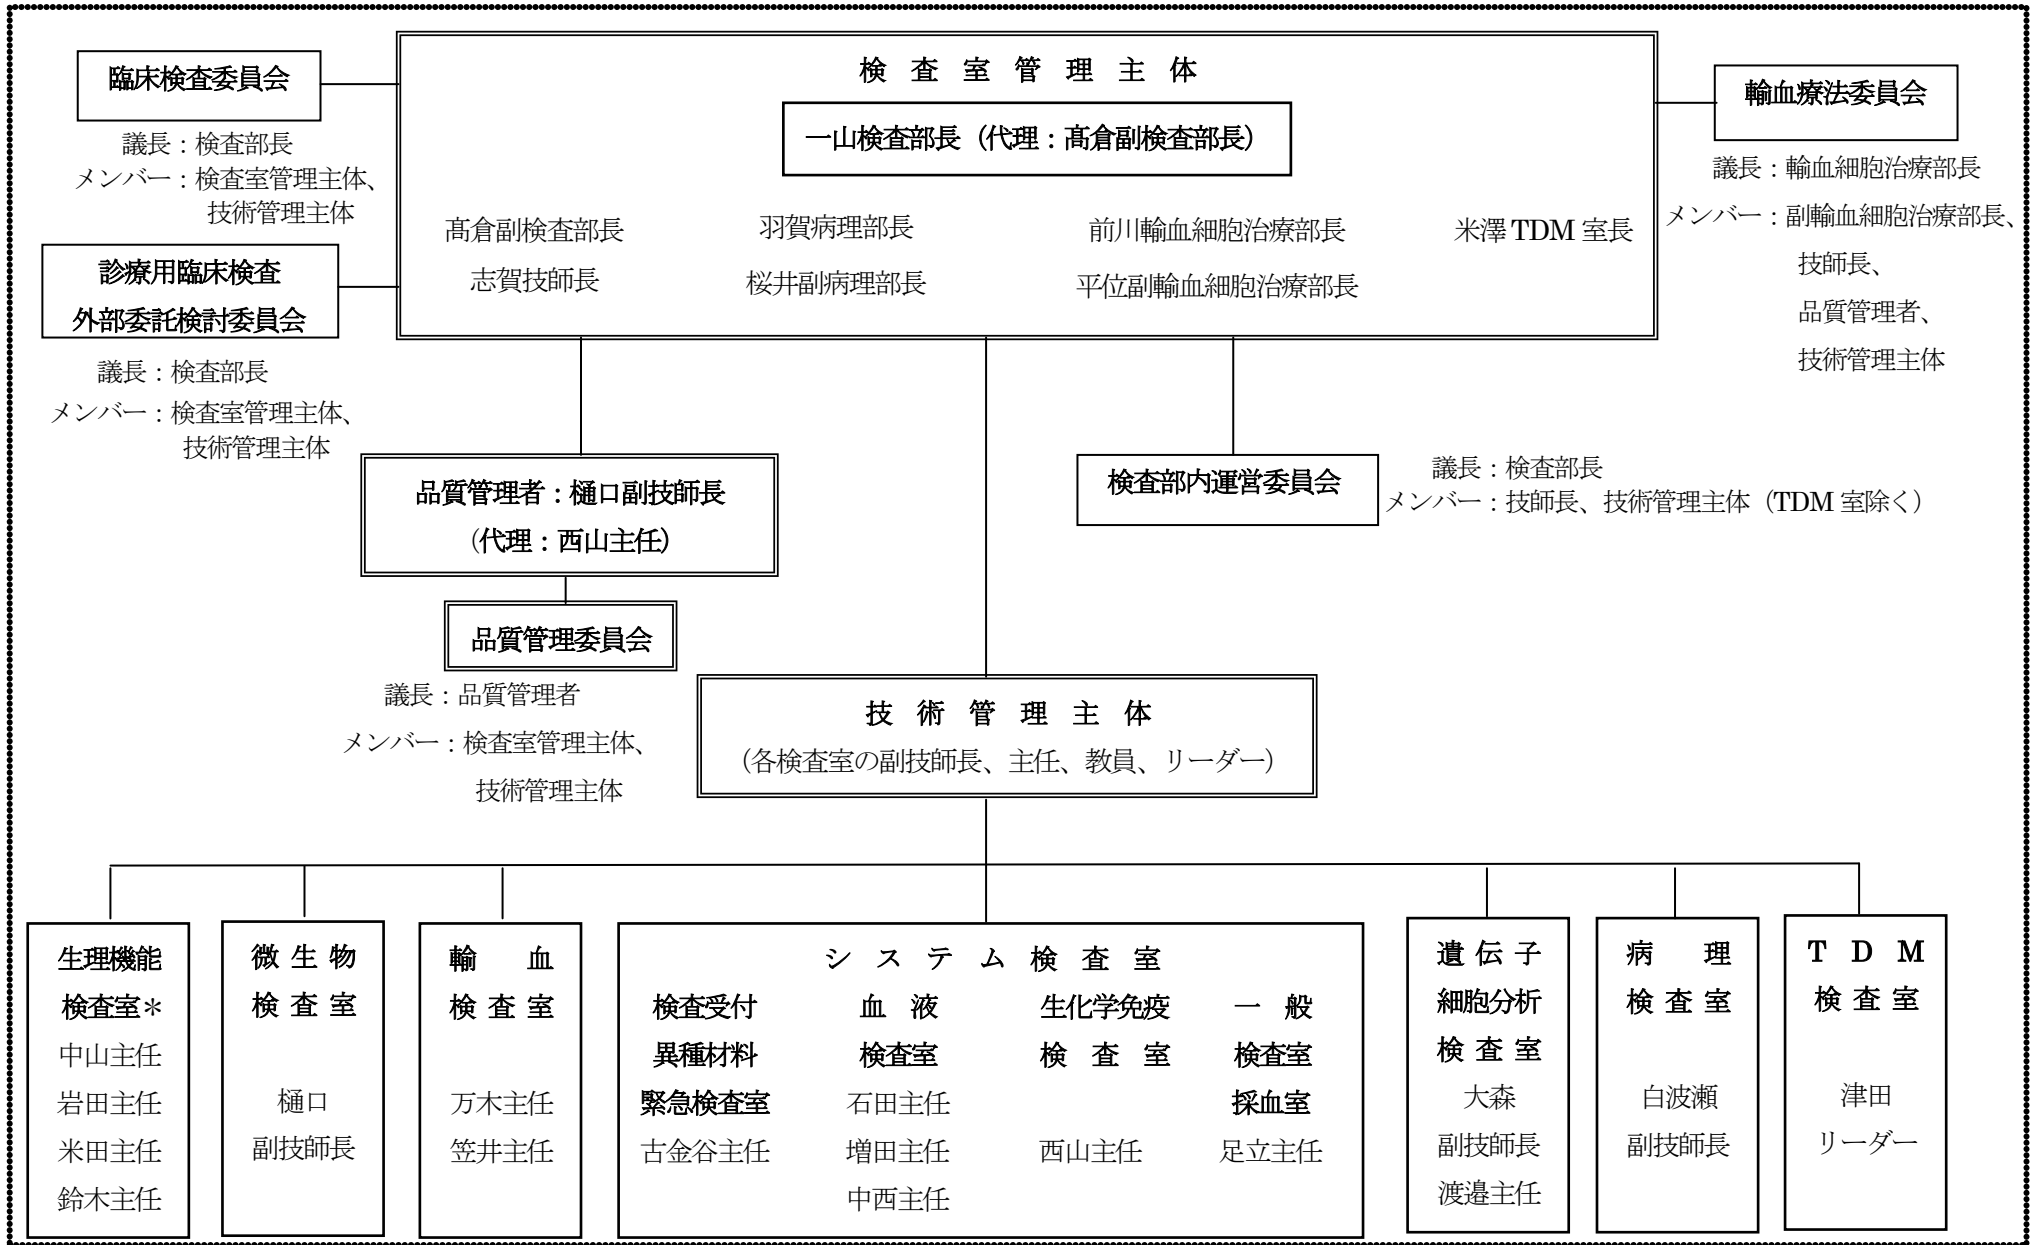 臨床検査委員会
議長：検査部長
メンバー：検査室管理主体、
技術管理主体
診療用臨床検査
外部委託検討委員会
議長：検査部長
メンバー：検査室管理主体、
技術管理主体
検査室管理主体
一山検査部長（代理：髙倉副検査部長）
髙倉副検査部長
志賀技師長
羽賀病理部長
桜井副病理部長
前川輸血細胞治療部長
平位副輸血細胞治療部長
米澤TDM室長
輸血療法委員会
議長：輸血細胞治療部長
メンバー：副輸血細胞治療部長、
技師長、
品質管理者、
技術管理主体
品質管理者：樋口副技師長
（代理：西山主任）
品質管理委員会
議長：品質管理者
メンバー：検査室管理主体、
技術管理主体
検査部内運営委員会
議長：検査部長
メンバー：技師長、技術管理主体（TDM室除く）
技術管理主体
（各検査室の副技師長、主任、教員、リーダー）
生理機能
検査室＊
中山主任
岩田主任
米田主任
鈴木主任
微生物
検査室
樋口
副技師長
輸血
検査室
万木主任
笠井主任
システム検査室
検査受付
異種材料
緊急検査室
古金谷主任
血液
検査室
石田主任
増田主任
中西主任
生化学免疫
検査室
西山主任
一般
検査室
採血室
足立主任
遺伝子
細胞分析
検査室
大森
副技師長
渡邉主任
病理
検査室
白波瀬
副技師長
TDM
検査室
津田
リーダー